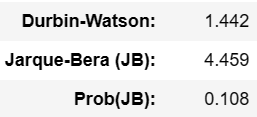 Durbin-Watson: 1.442
Jarque-Bera (JB): 4.459
Prob(JB): 0.108